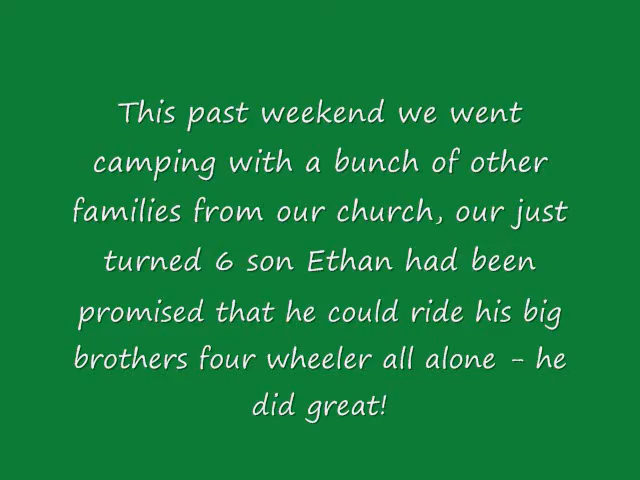 This past weekend we went
camping with a bunch of other
families from our church, our just
turned 6 son Ethan had been
promised that he could ride his big
brothers four wheeler all alone - he
did great!